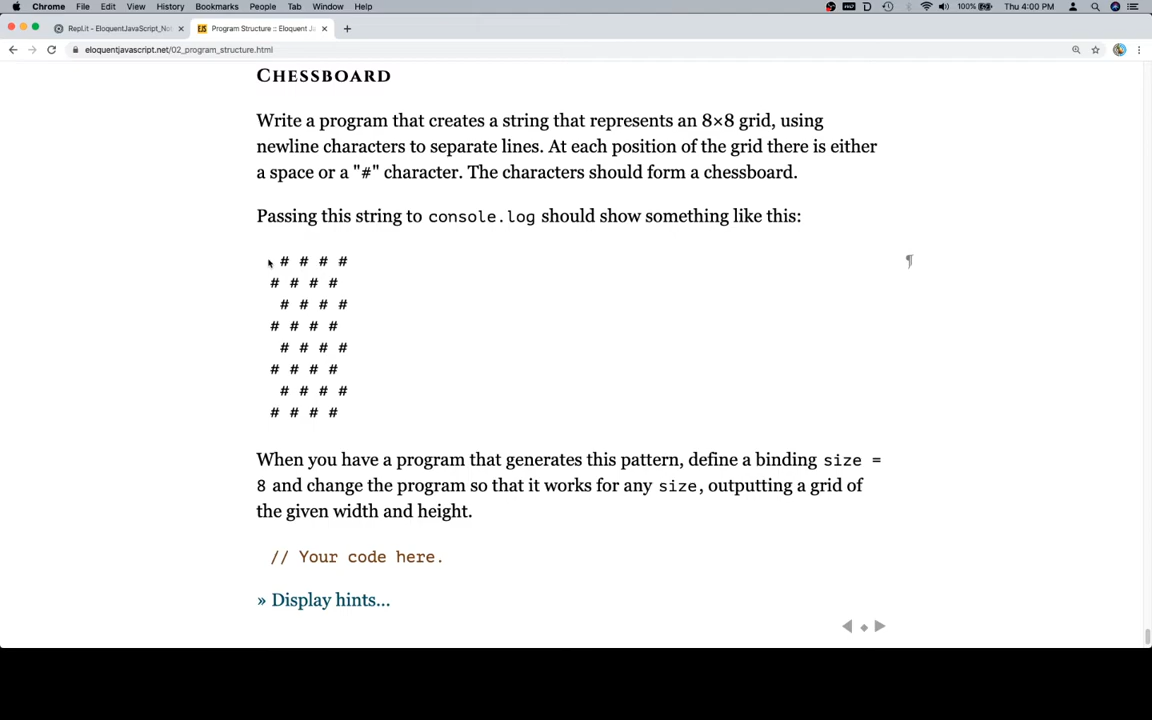 Chrome File Edit View History Bookmarks People Tab Window Help 100% Thu 4:00 PM
Repl.it - EloquentJavaScript_No × Program Structure :: Eloquent Ja × +
eloquentjavascript.net/02_program_structure.html
CHESSBOARD
Write a program that creates a string that represents an 8×8 grid, using
newline characters to separate lines. At each position of the grid there is either
a space or a "#" character. The characters should form a chessboard.
Passing this string to console.log should show something like this:
 # # # # ¶
# # # #
 # # # #
# # # #
 # # # #
# # # #
 # # # #
# # # #
When you have a program that generates this pattern, define a binding size =
8 and change the program so that it works for any size, outputting a grid of
the given width and height.
// Your code here.
» Display hints...
◀ ◆ ▶